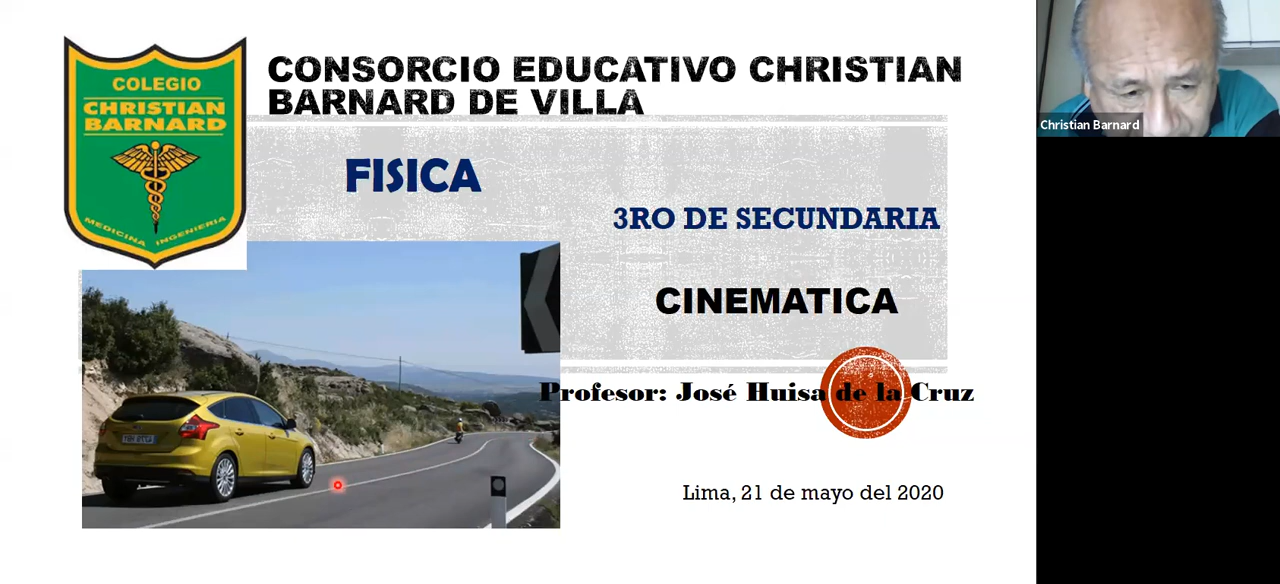 COLEGIO
CHRISTIAN
BARNARD
MEDICINA INGENIERIA
CONSORCIO EDUCATIVO CHRISTIAN
BARNARD DE VILLA
FISICA
3RO DE SECUNDARIA
CINEMATICA
Profesor: José Huisa de la Cruz
Lima, 21 de mayo del 2020
Christian Barnard